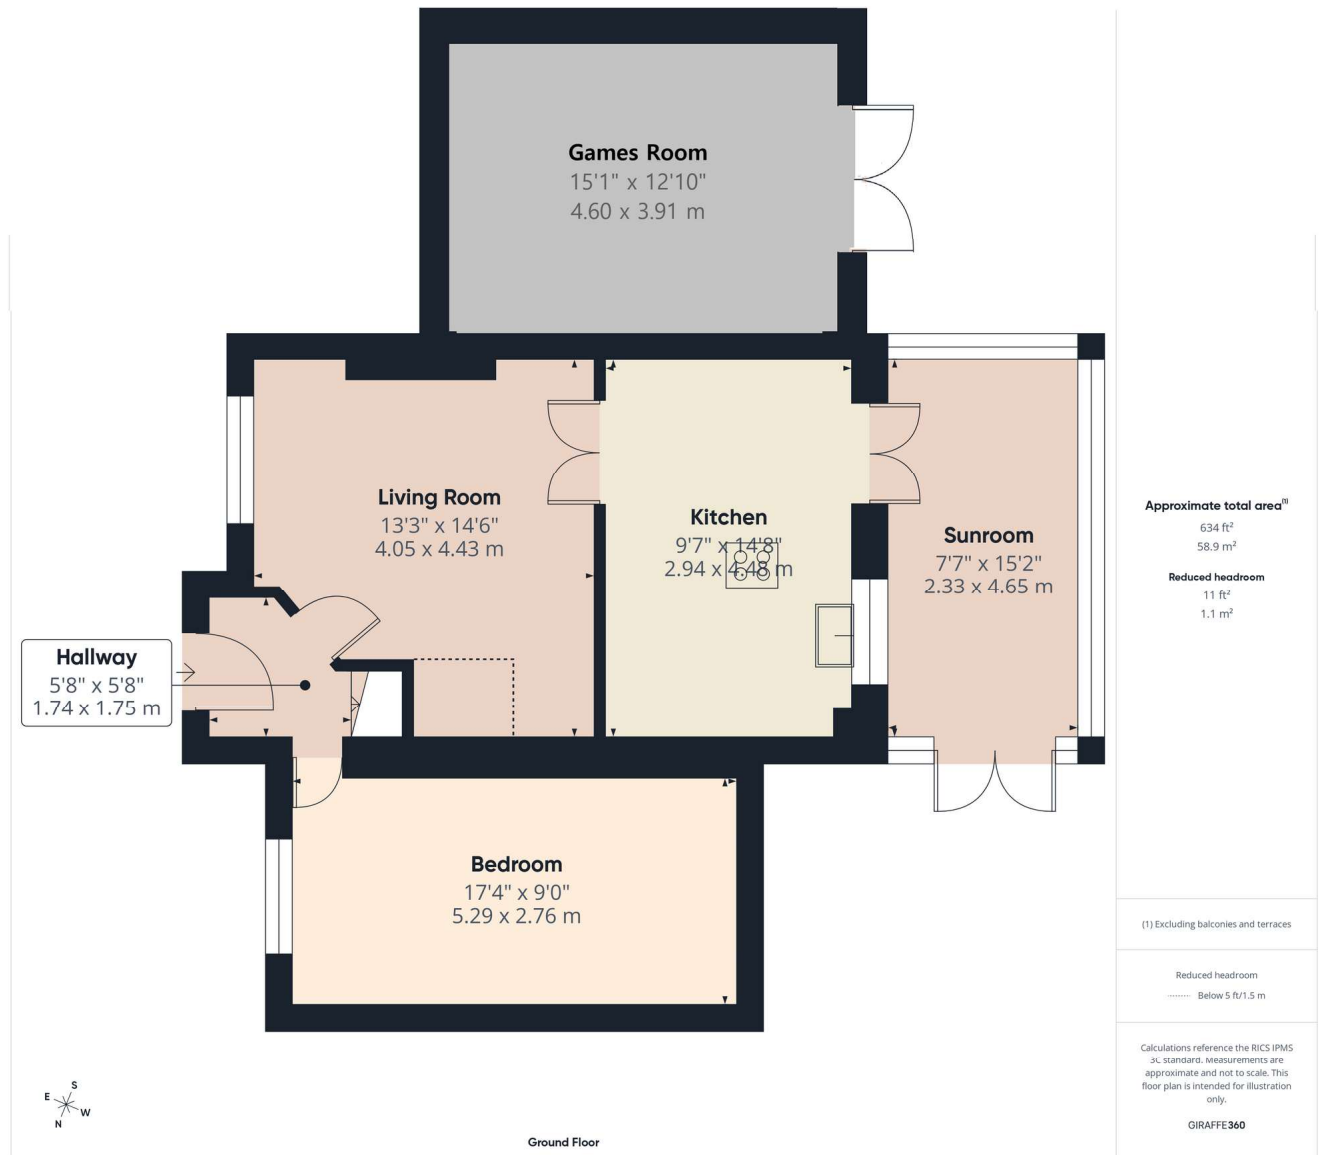 Games Room
15'1" x 12'10"
4.60 x 3.91 m
Living Room
13'3" x 14'6"
4.05 x 4.43 m
Kitchen
9'7" x 14'8"
2.94 x 4.48 m
Sunroom
7'7" x 15'2"
2.33 x 4.65 m
Hallway
5'8" x 5'8"
1.74 x 1.75 m
Bedroom
17'4" x 9'0"
5.29 x 2.76 m
S
E
W
N
Ground Floor
Approximate total area(1)
634 ft²
58.9 m²
Reduced headroom
11 ft²
1.1 m²
(1) Excluding balconies and terraces
Reduced headroom
Below 5 ft/1.5 m
Calculations reference the RICS IPMS
3C standard. Measurements are
approximate and not to scale. This
floor plan is intended for illustration
only.
GIRAFFE360